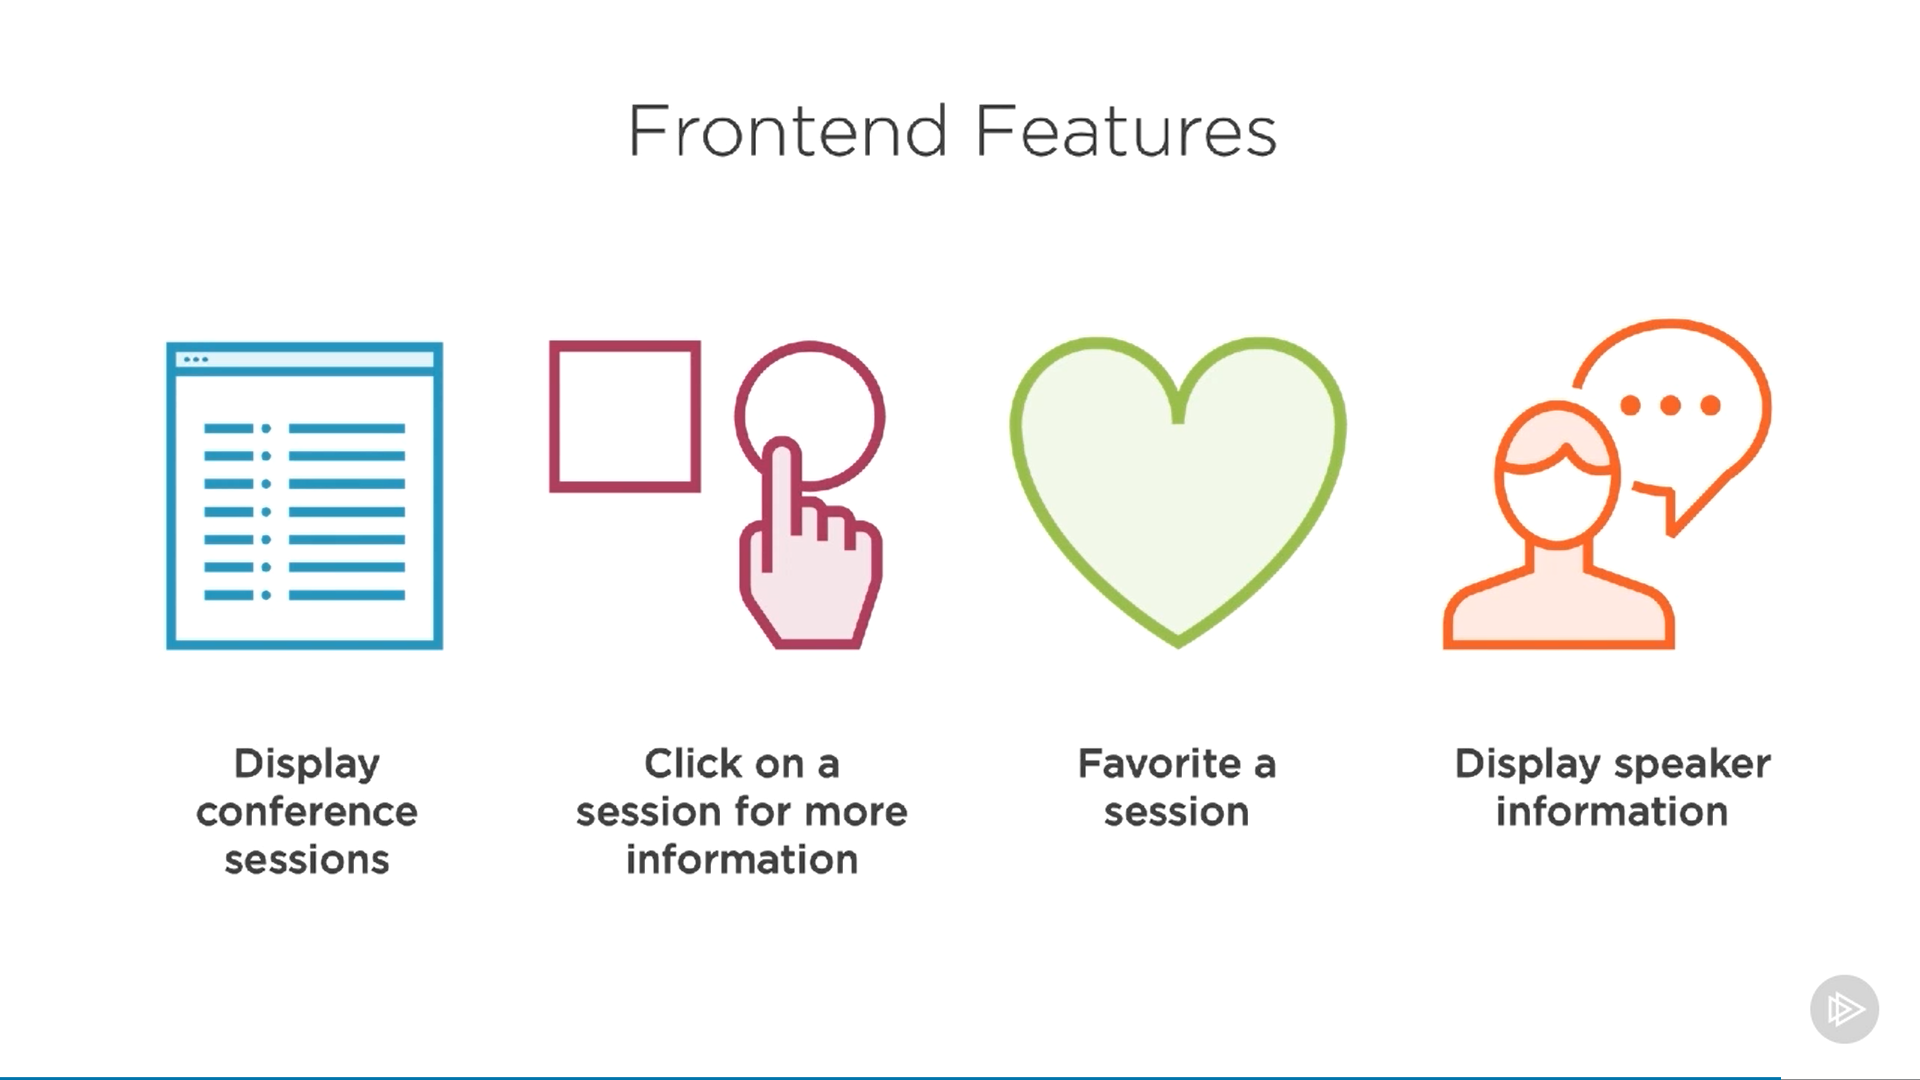 Frontend Features
Display
conference
sessions
Click on a
session for more
information
Favorite a
session
Display speaker
information